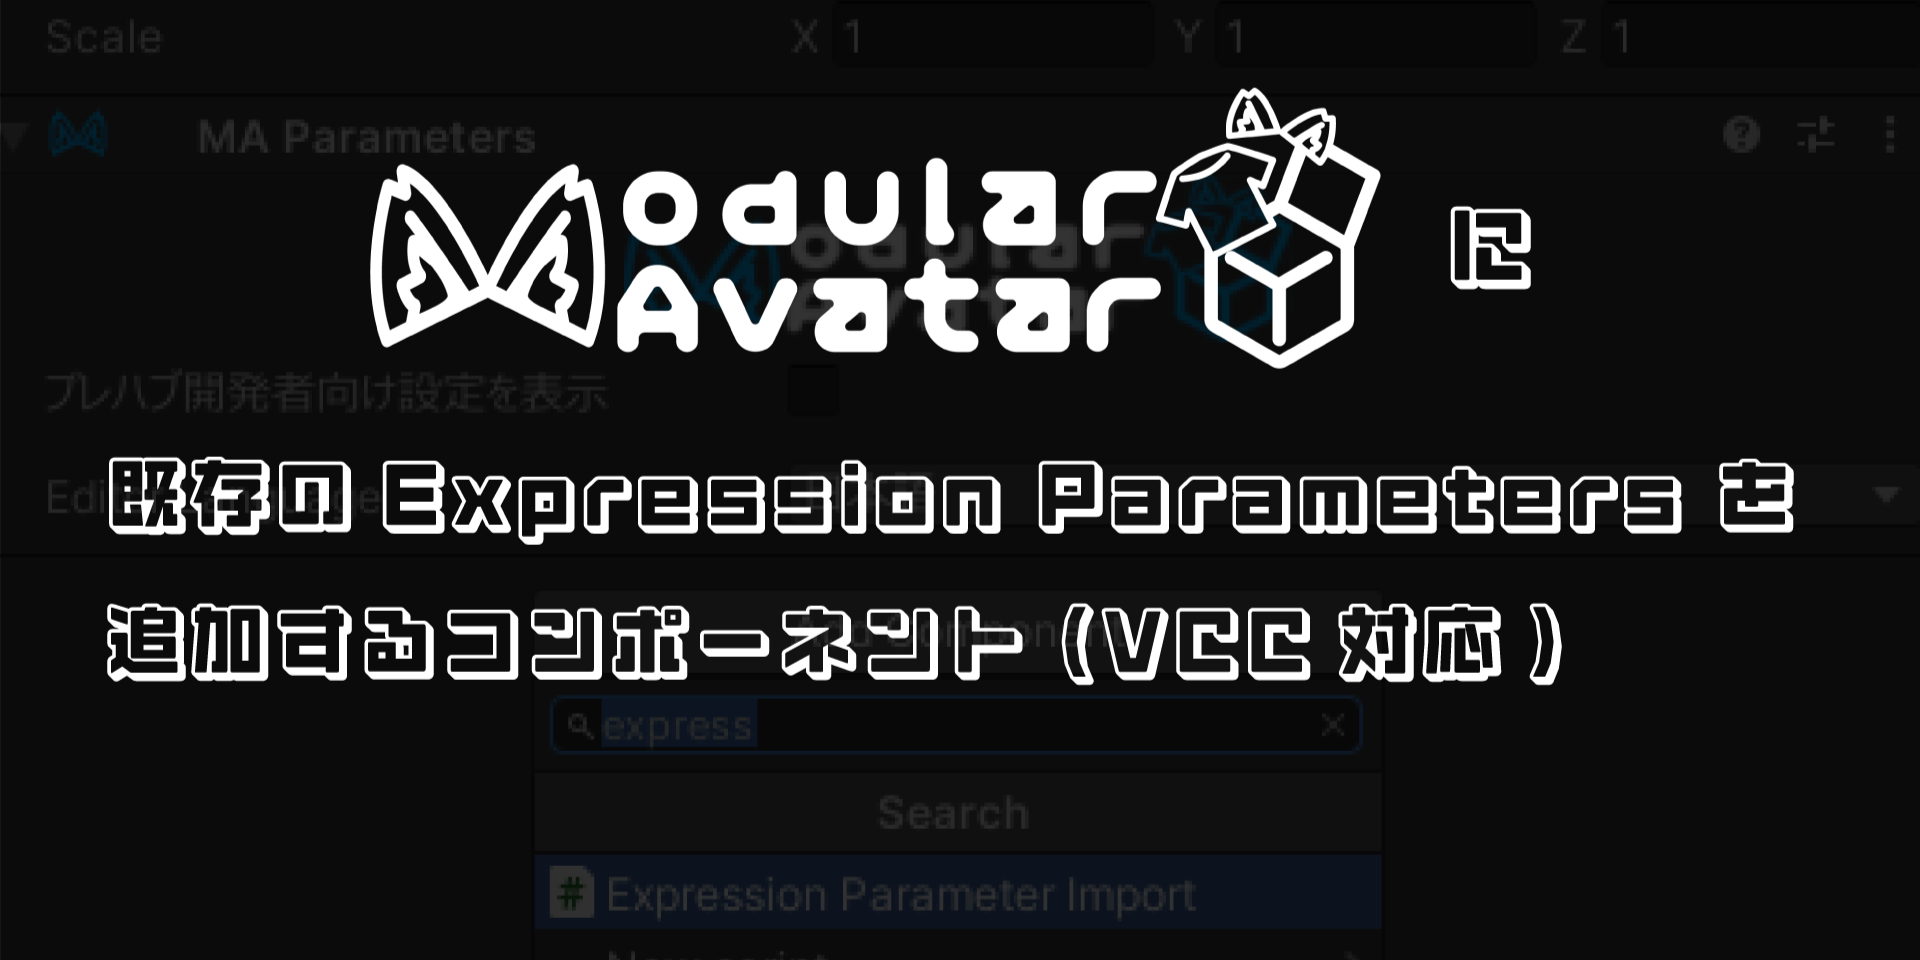 Scale X 1 Y 1 Z 1
MA Parameters
Modular
Avatar に
プレハブ開発者向け設定を表示
既存の Expression Parameters を
追加するコンポーネント (VCC 対応 )
express
Search
Expression Parameter Import
New script